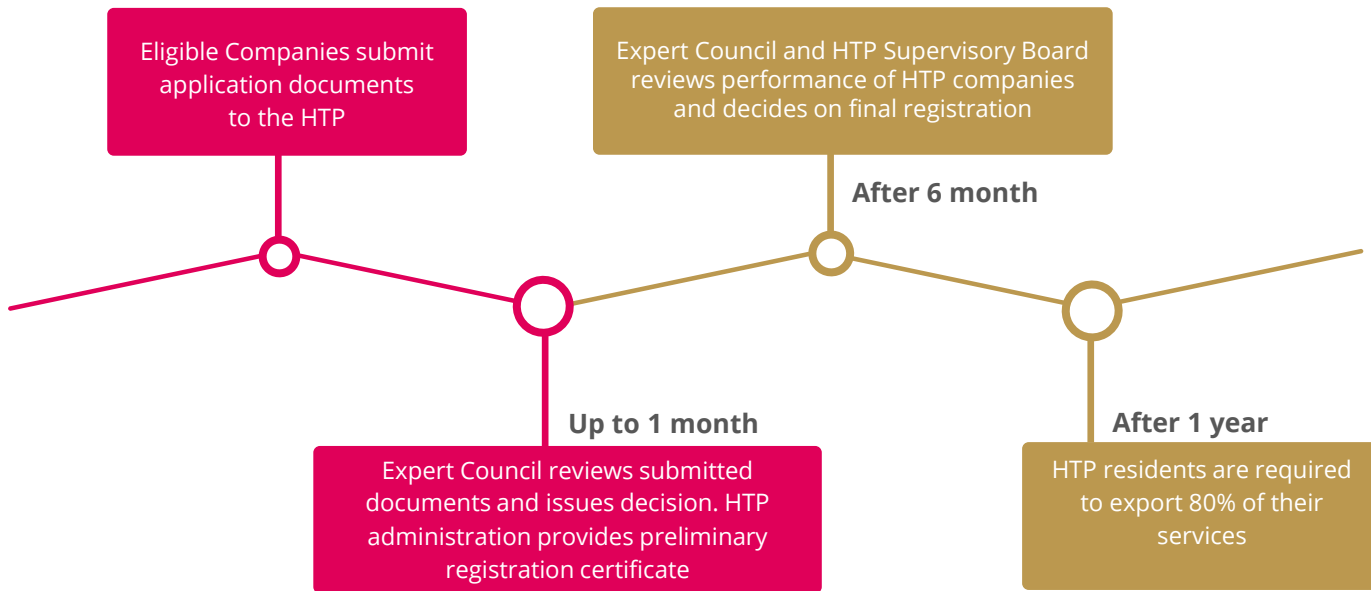 Eligible Companies submit
application documents
to the HTP
Expert Council and HTP Supervisory Board
reviews performance of HTP companies
and decides on final registration
After 6 month
Up to 1 month
Expert Council reviews submitted
documents and issues decision. HTP
administration provides preliminary
registration certificate
After 1 year
HTP residents are required
to export 80% of their
services